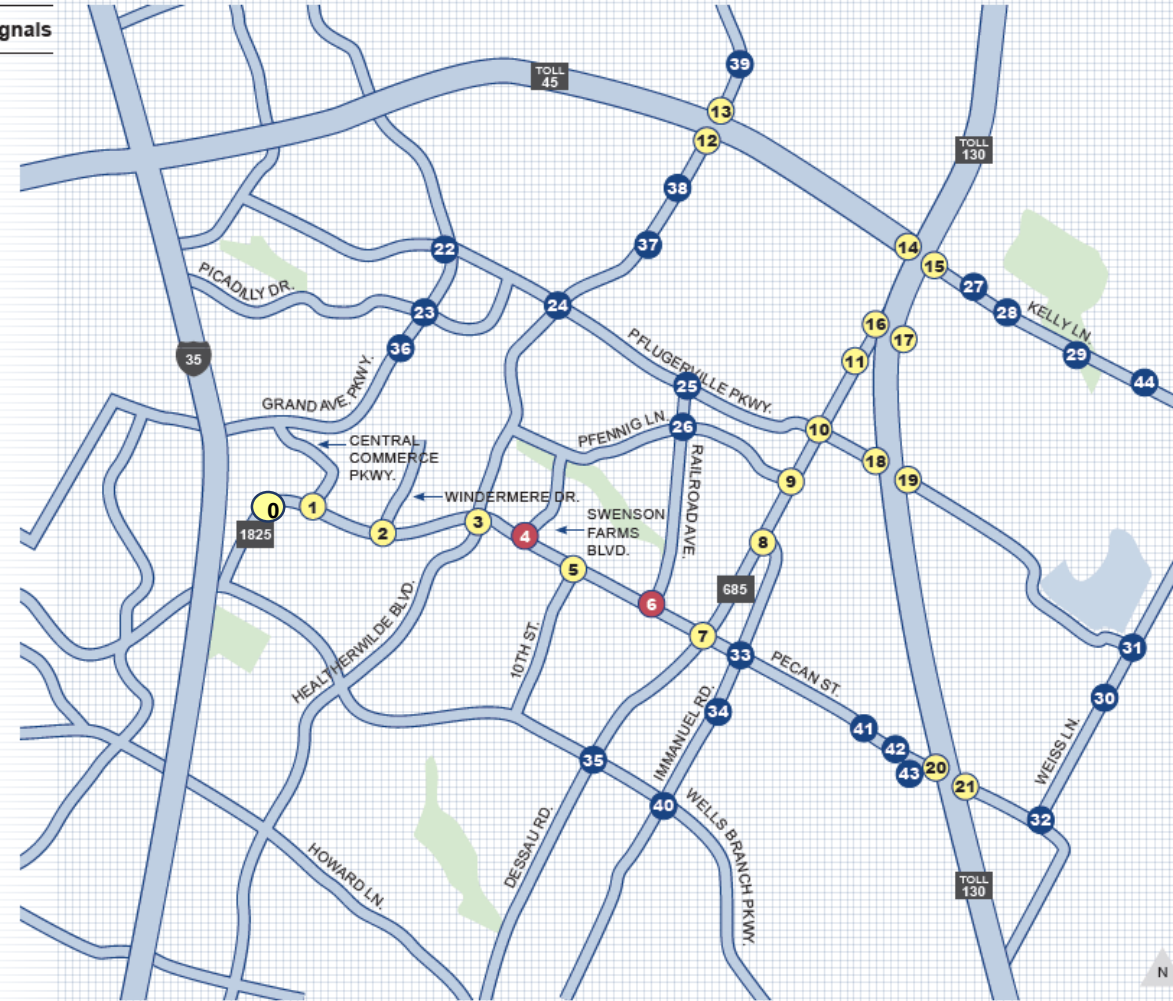 gnals
39
TOLL
45
13
12
TOLL
130
38
37
14
22
15
PICADILLY DR.
27
24
23
28
KELLY LN.
16
17
36
PFLUGERVILLE PKWY.
35
11
29
44
25
GRAND AVE. PKWY.
PFENNIG LN.
26
10
CENTRAL
COMMERCE
PKWY.
18
RAILROAD AVE.
9
19
WINDERMERE DR.
0
1
SWENSON
FARMS
BLVD.
3
1825
2
4
8
5
685
6
HEALTHERWILDE BLVD.
10TH ST.
7
33
PECAN ST.
31
30
IMMANUEL RD.
34
41
42
WEISS LN.
35
43
20
21
40
WELLS BRANCH PKWY.
32
DESSAU RD.
HOWARD LN.
TOLL
130
N